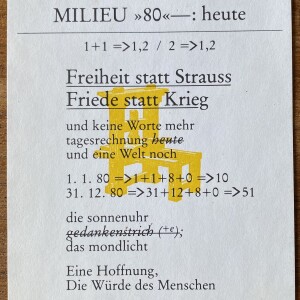 MILIEU »80«—: heute
1+1 =>1,2 / 2 =>1,2
Freiheit statt Strauss
Friede statt Krieg
und keine Worte mehr
tagesrechnung heute
und eine Welt noch
1. 1. 80 =>1+1+8+0 =>10
31. 12. 80 =>31+12+8+0 =>51
die sonnenuhr
gedankenstrich (+e);
das mondlicht
Eine Hoffnung,
Die Würde des Menschen